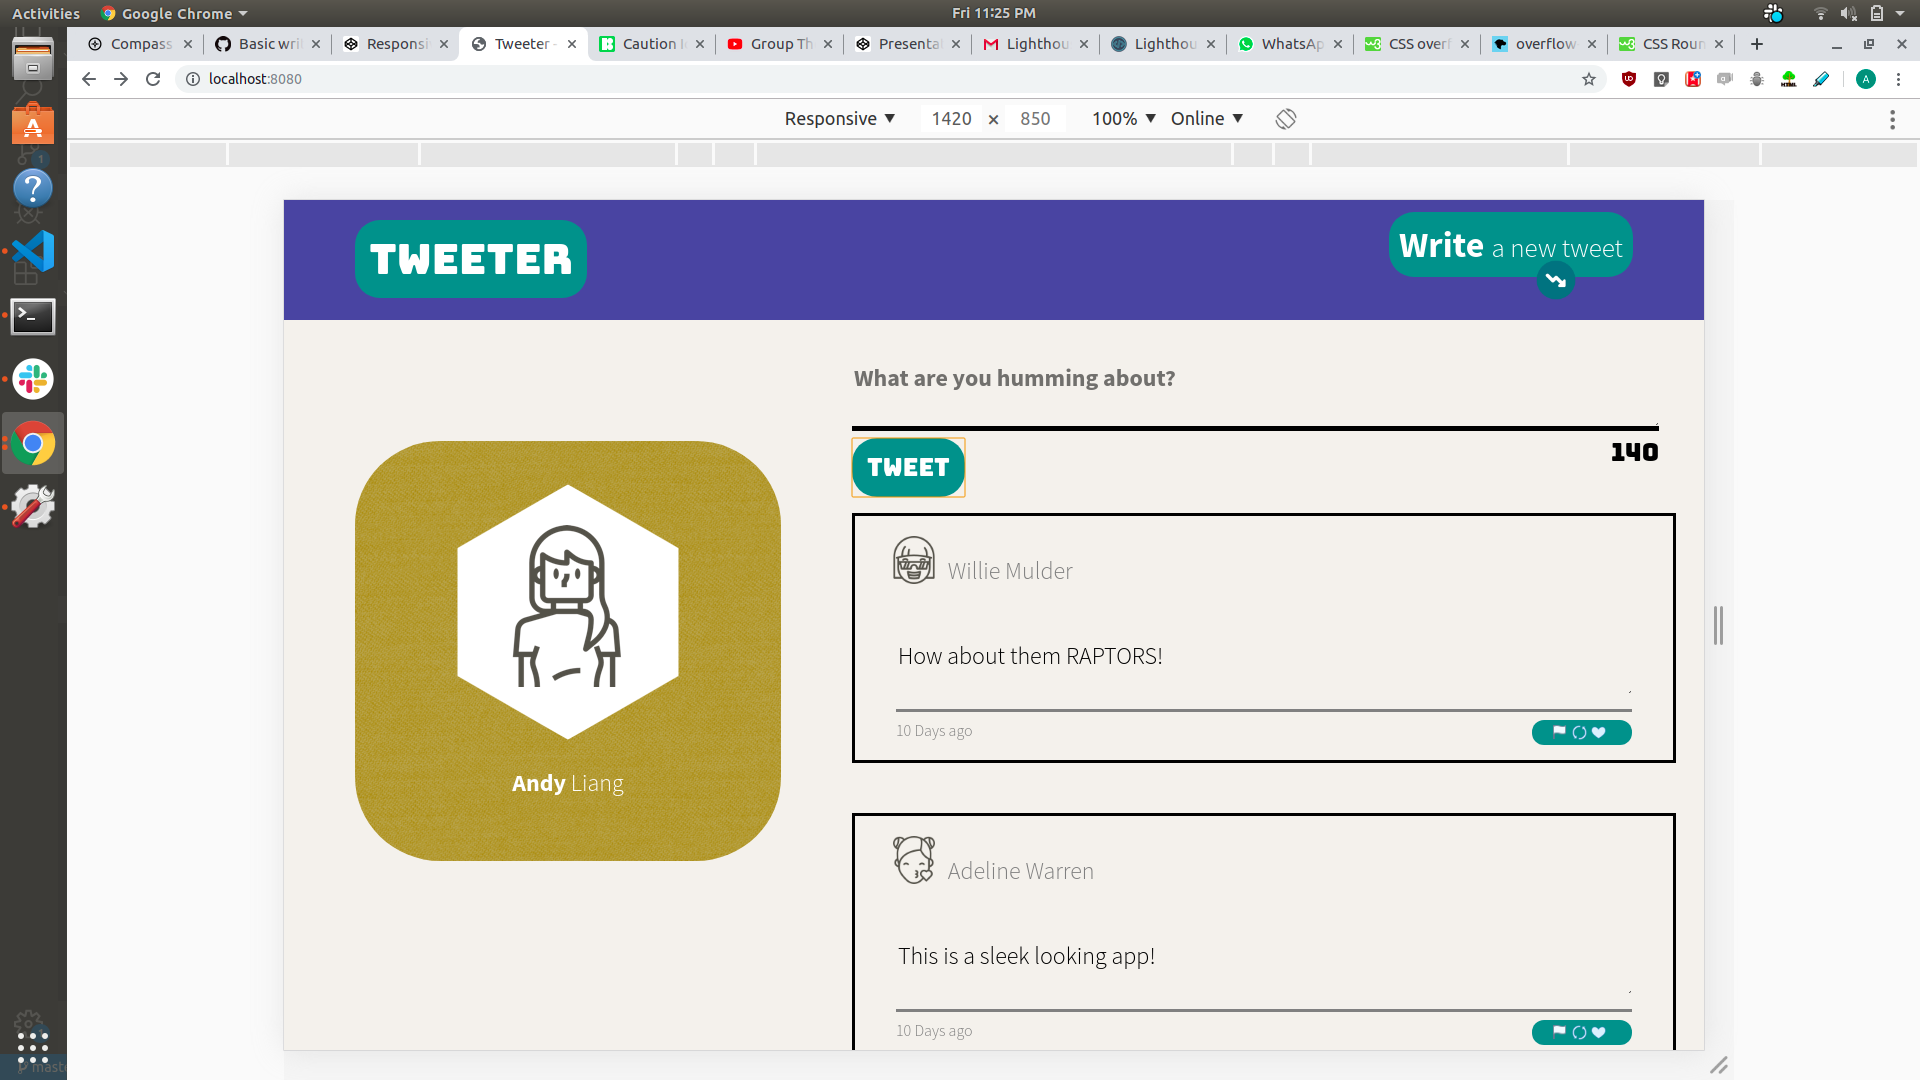 Activities
Google Chrome
Fri 11:25 PM
Compass
Basic wri
Responsi
Tweeter -
Caution I
Group Th
Presenta
Lighthou
Lighthou
WhatsAp
CSS overf
overflow
CSS Roun
localhost:8080
A
Responsive
1420 × 850
100%
Online
TWEETER
Write a new tweet
What are you humming about?
TWEET
140
Willie Mulder
How about them RAPTORS!
10 Days ago
Andy Liang
Adeline Warren
This is a sleek looking app!
10 Days ago